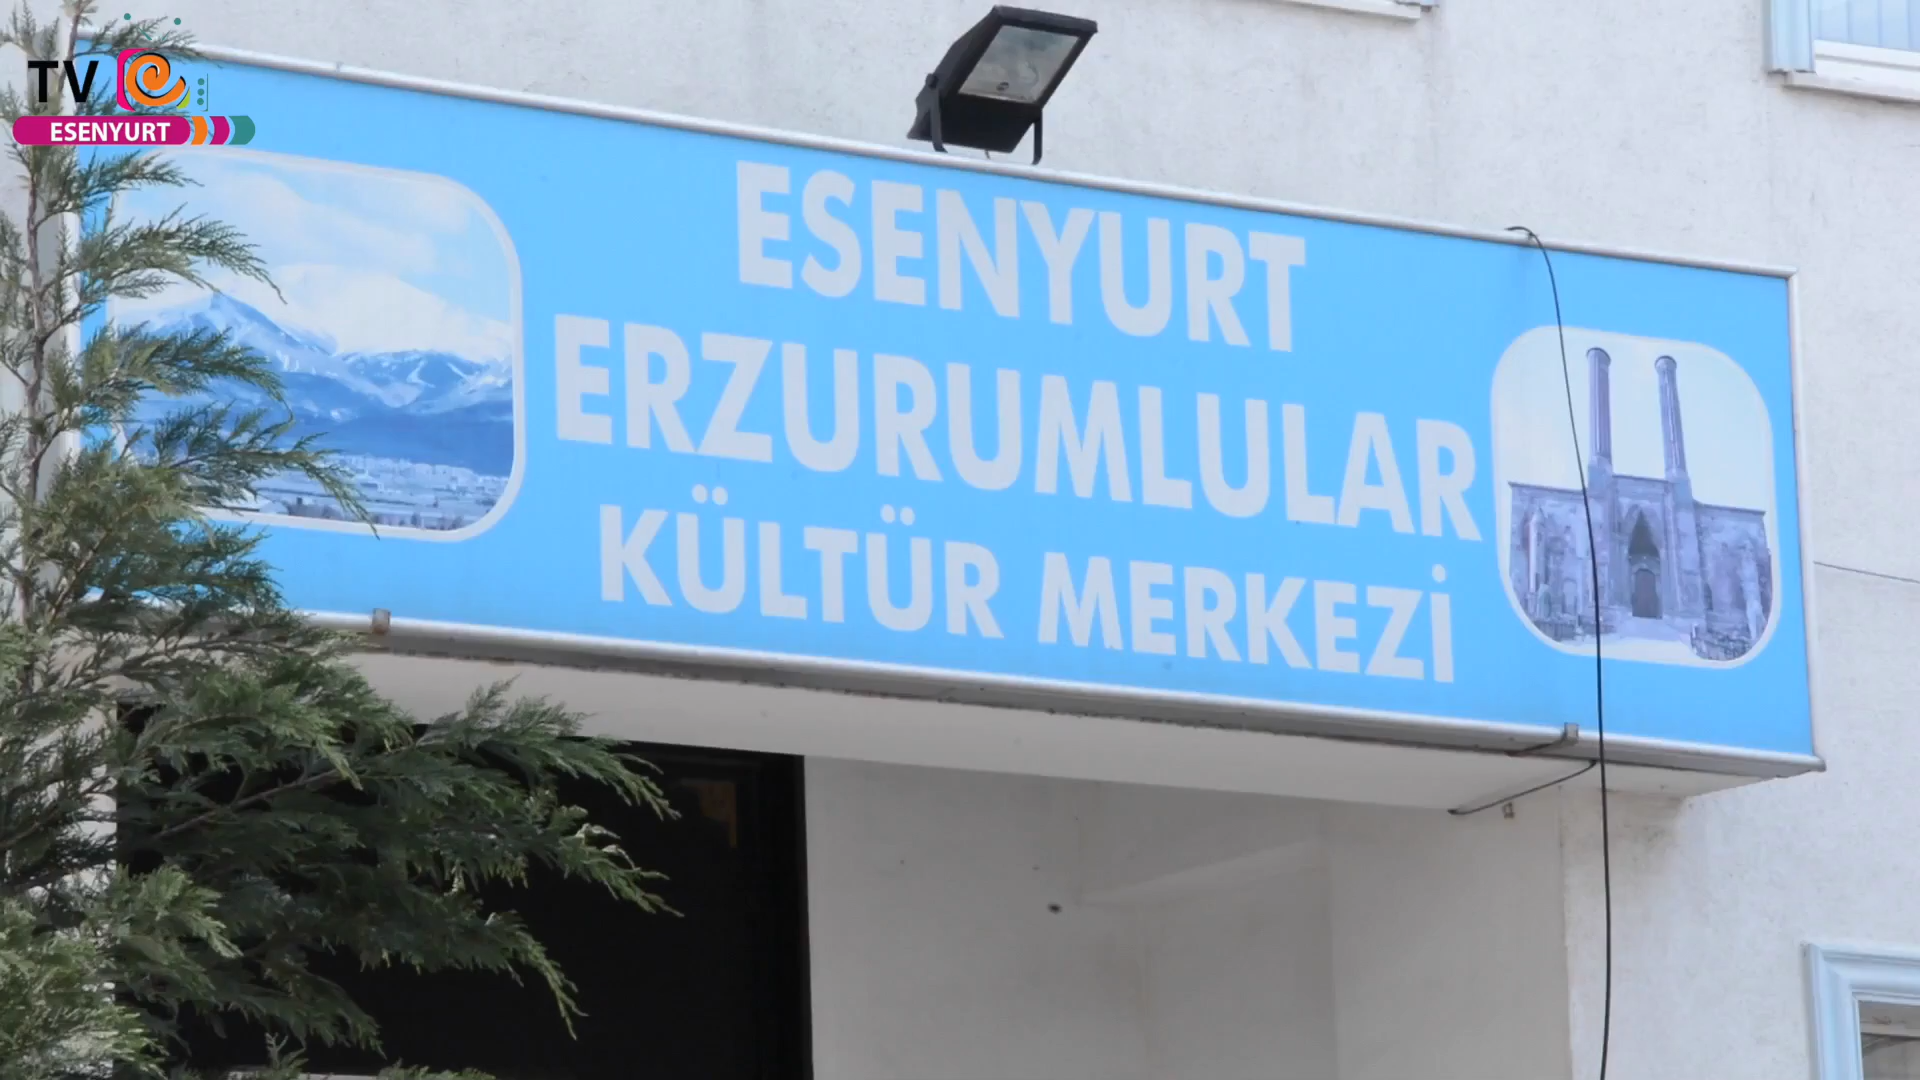 TV e
ESENYURT
ESENYURT
ERZURUMLULAR
KÜLTÜR MERKEZİ